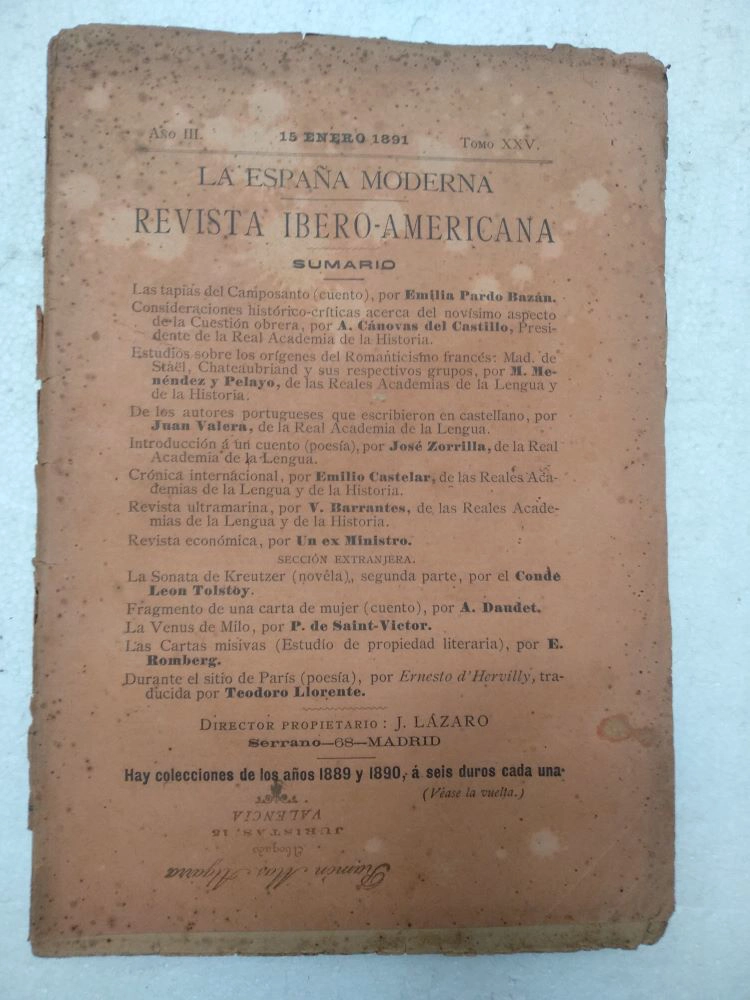 Año III.
15 ENERO 1891
Tomo XXV.
LA ESPAÑA MODERNA
REVISTA IBERO-AMERICANA
SUMARIO
Las tapias del Camposanto (cuento), por Emilia Pardo Bazán.
Consideraciones histórico-críticas acerca del novísimo aspecto
de la Cuestión obrera, por A. Cánovas del Castillo, Presi-
dente de la Real Academia de la Historia.
Estudios sobre los orígenes del Romanticismo francés: Mad. de
Stäel, Chateaubriand y sus respectivos grupos, por M. Me-
néndez y Pelayo, de las Reales Academias de la Lengua y
de la Historia.
De los autores portugueses que escribieron en castellano, por
Juan Valera, de la Real Academia de la Lengua.
Introducción á un cuento (poesía), por José Zorrilla, de la Real
Academia de la Lengua.
Crónica internacional, por Emilio Castelar, de las Reales Aca-
demias de la Lengua y de la Historia.
Revista ultramarina, por V. Barrantes, de las Reales Acade-
mias de la Lengua y de la Historia.
Revista económica, por Un ex Ministro.
SECCIÓN EXTRANJERA.
La Sonata de Kreutzer (novela), segunda parte, por el Conde
Leon Tolstoy.
Fragmento de una carta de mujer (cuento), por A. Daudet.
La Venus de Milo, por P. de Saint-Victor.
Las Cartas misivas (Estudio de propiedad literaria), por E.
Romberg.
Durante el sitio de París (poesía), por Ernesto d'Hervilly, tra-
ducida por Teodoro Llorente.
DIRECTOR PROPIETARIO: J. LÁZARO
Serrano—68—MADRID
Hay colecciones de los años 1889 y 1890, á seis duros cada una.
(Véase la vuelta.)
Ramón Mas Algarra
Abogado
JURISTAS, 12
VALENCIA